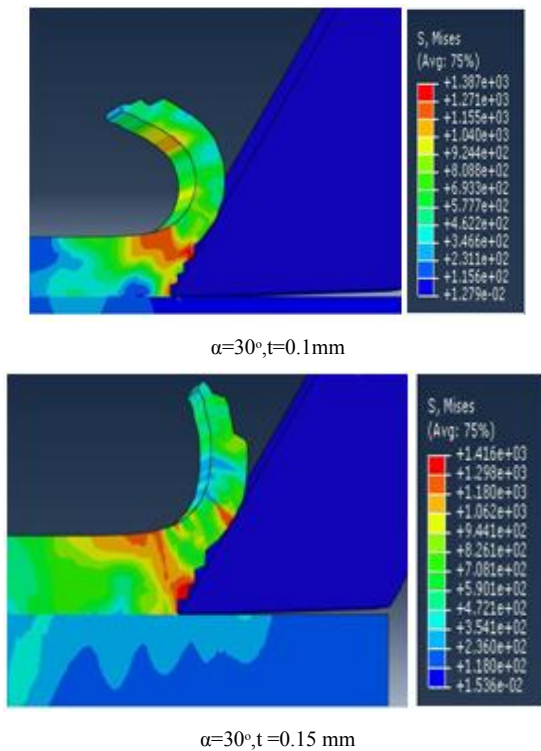 S, Mises
(Avg: 75%)
+1.387e+03
+1.271e+03
+1.155e+03
+1.040e+03
+9.244e+02
+8.088e+02
+6.933e+02
+5.777e+02
+4.622e+02
+3.466e+02
+2.311e+02
+1.156e+02
+1.279e-02
α=30°,t=0.1mm
S, Mises
(Avg: 75%)
+1.416e+03
+1.298e+03
+1.180e+03
+1.062e+03
+9.441e+02
+8.261e+02
+7.081e+02
+5.901e+02
+4.721e+02
+3.541e+02
+2.360e+02
+1.180e+02
+1.536e-02
α=30°,t =0.15 mm